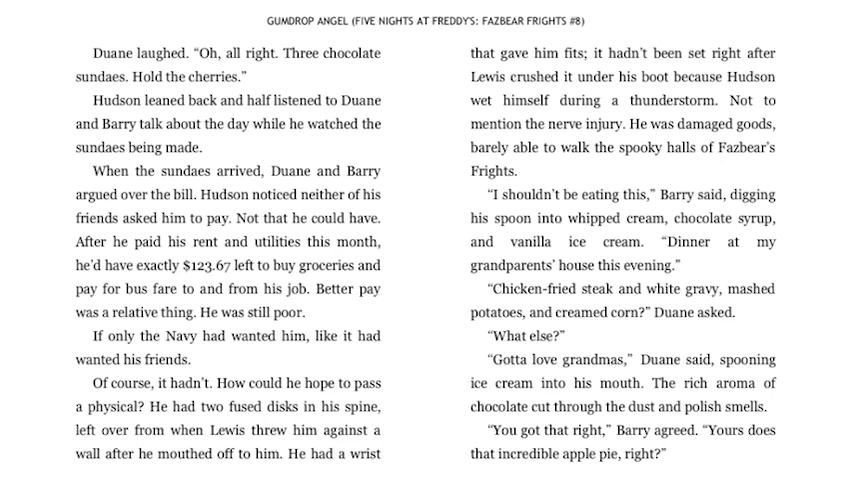 GUMDROP ANGEL (FIVE NIGHTS AT FREDDY'S: FAZBEAR FRIGHTS #8)
Duane laughed. “Oh, all right. Three chocolate
sundaes. Hold the cherries.”
Hudson leaned back and half listened to Duane
and Barry talk about the day while he watched the
sundaes being made.
When the sundaes arrived, Duane and Barry
argued over the bill. Hudson noticed neither of his
friends asked him to pay. Not that he could have.
After he paid his rent and utilities this month,
he’d have exactly $123.67 left to buy groceries and
pay for bus fare to and from his job. Better pay
was a relative thing. He was still poor.
If only the Navy had wanted him, like it had
wanted his friends.
Of course, it hadn’t. How could he hope to pass
a physical? He had two fused disks in his spine,
left over from when Lewis threw him against a
wall after he mouthed off to him. He had a wrist
that gave him fits; it hadn’t been set right after
Lewis crushed it under his boot because Hudson
wet himself during a thunderstorm. Not to
mention the nerve injury. He was damaged goods,
barely able to walk the spooky halls of Fazbear’s
Frights.
“I shouldn’t be eating this,” Barry said, digging
his spoon into whipped cream, chocolate syrup,
and vanilla ice cream. “Dinner at my
grandparents’ house this evening.”
“Chicken-fried steak and white gravy, mashed
potatoes, and creamed corn?” Duane asked.
“What else?”
“Gotta love grandmas,” Duane said, spooning
ice cream into his mouth. The rich aroma of
chocolate cut through the dust and polish smells.
“You got that right,” Barry agreed. “Yours does
that incredible apple pie, right?”